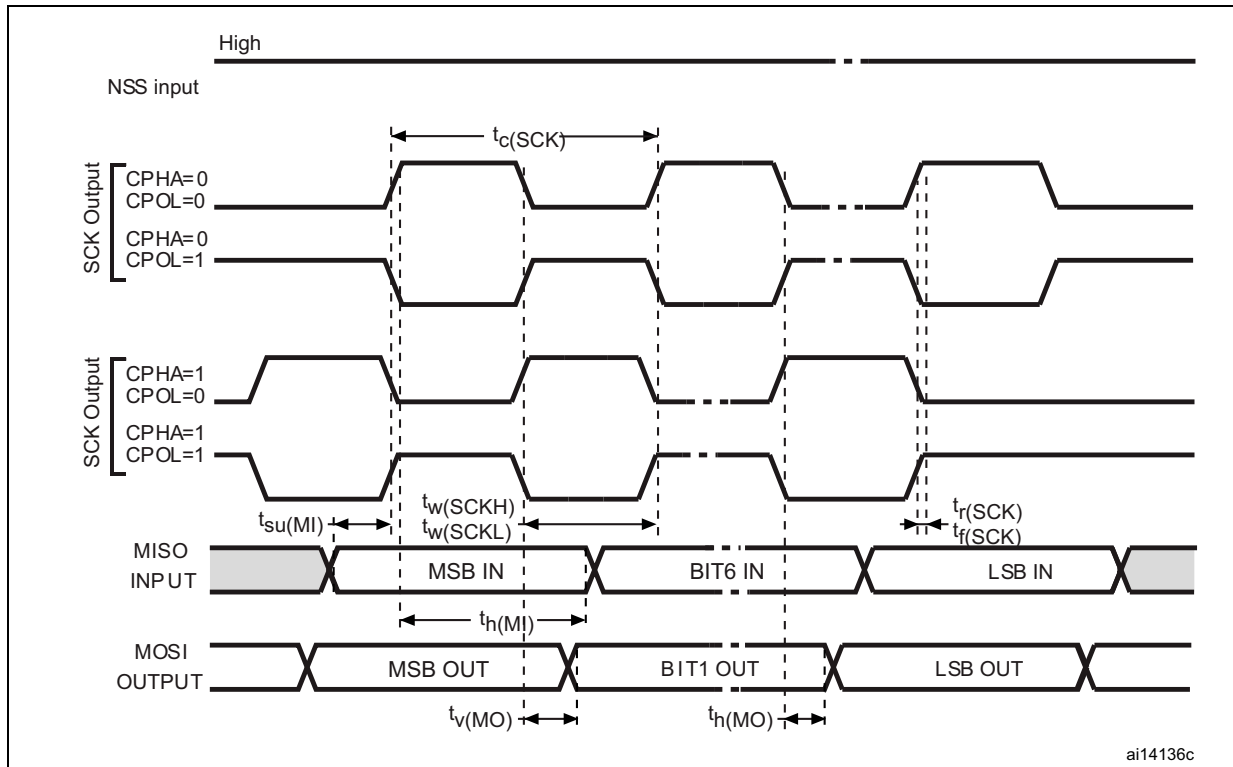 High
NSS input
tc(SCK)
SCK Output
CPHA=0
CPOL=0
CPHA=0
CPOL=1
SCK Output
CPHA=1
CPOL=0
CPHA=1
CPOL=1
tsu(MI)
tw(SCKH)
tw(SCKL)
tr(SCK)
tf(SCK)
MISO
INPUT
MSB IN
BIT6 IN
LSB IN
th(MI)
MOSI
OUTPUT
MSB OUT
BIT1 OUT
LSB OUT
tv(MO)
th(MO)
ai14136c